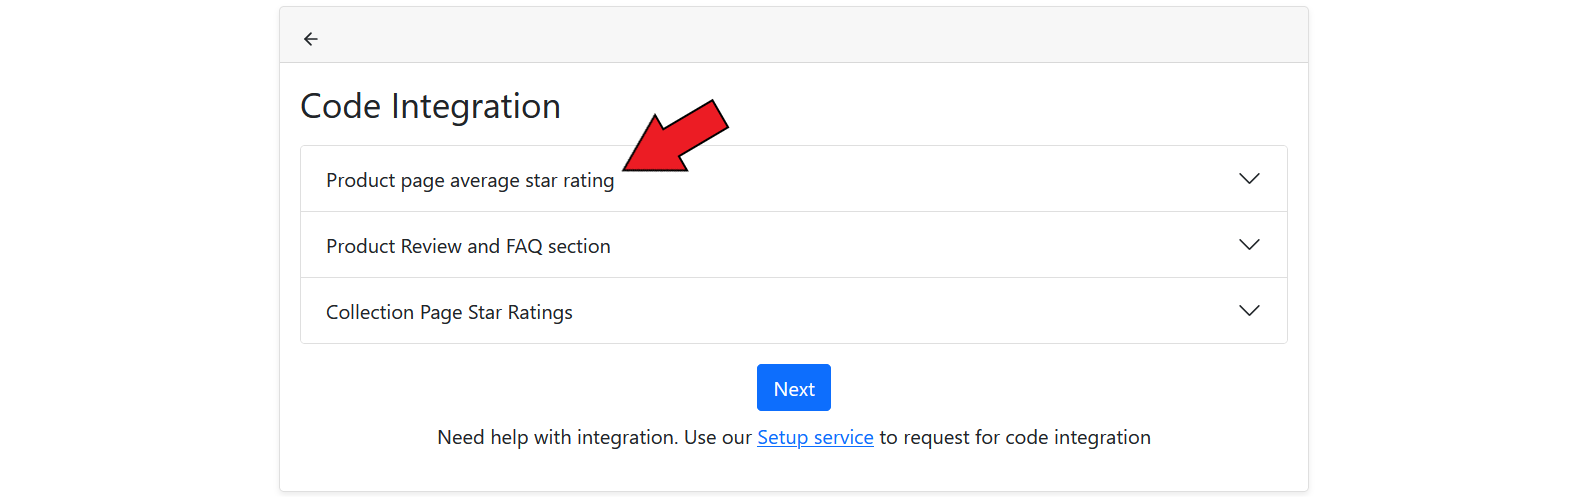 Code Integration
Product page average star rating
Product Review and FAQ section
Collection Page Star Ratings
Next
Need help with integration. Use our Setup service to request for code integration